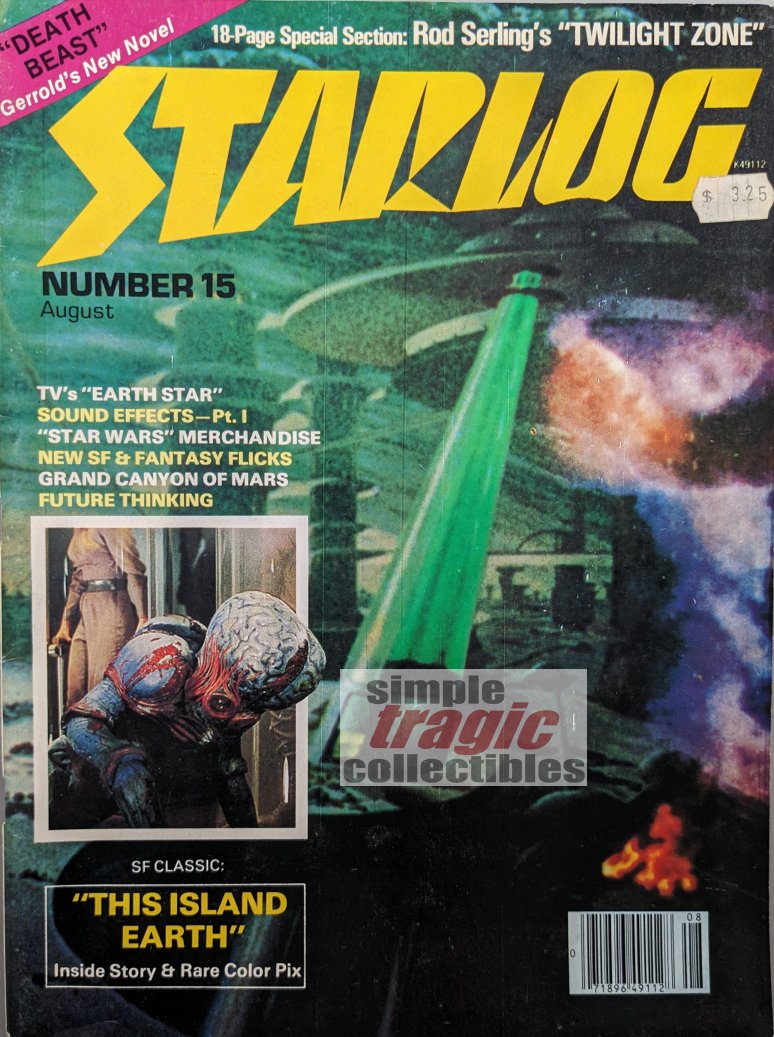 "DEATH
BEAST"
Gerrold's New Novel
18-Page Special Section: Rod Serling's "TWILIGHT ZONE"
STARLOG
K49112
$ 3.25
NUMBER 15
August
TV's "EARTH STAR"
SOUND EFFECTS—Pt. I
"STAR WARS" MERCHANDISE
NEW SF & FANTASY FLICKS
GRAND CANYON OF MARS
FUTURE THINKING
simple
tragic
collectibles
SF CLASSIC:
"THIS ISLAND
EARTH"
Inside Story & Rare Color Pix
08
0
71896 49112